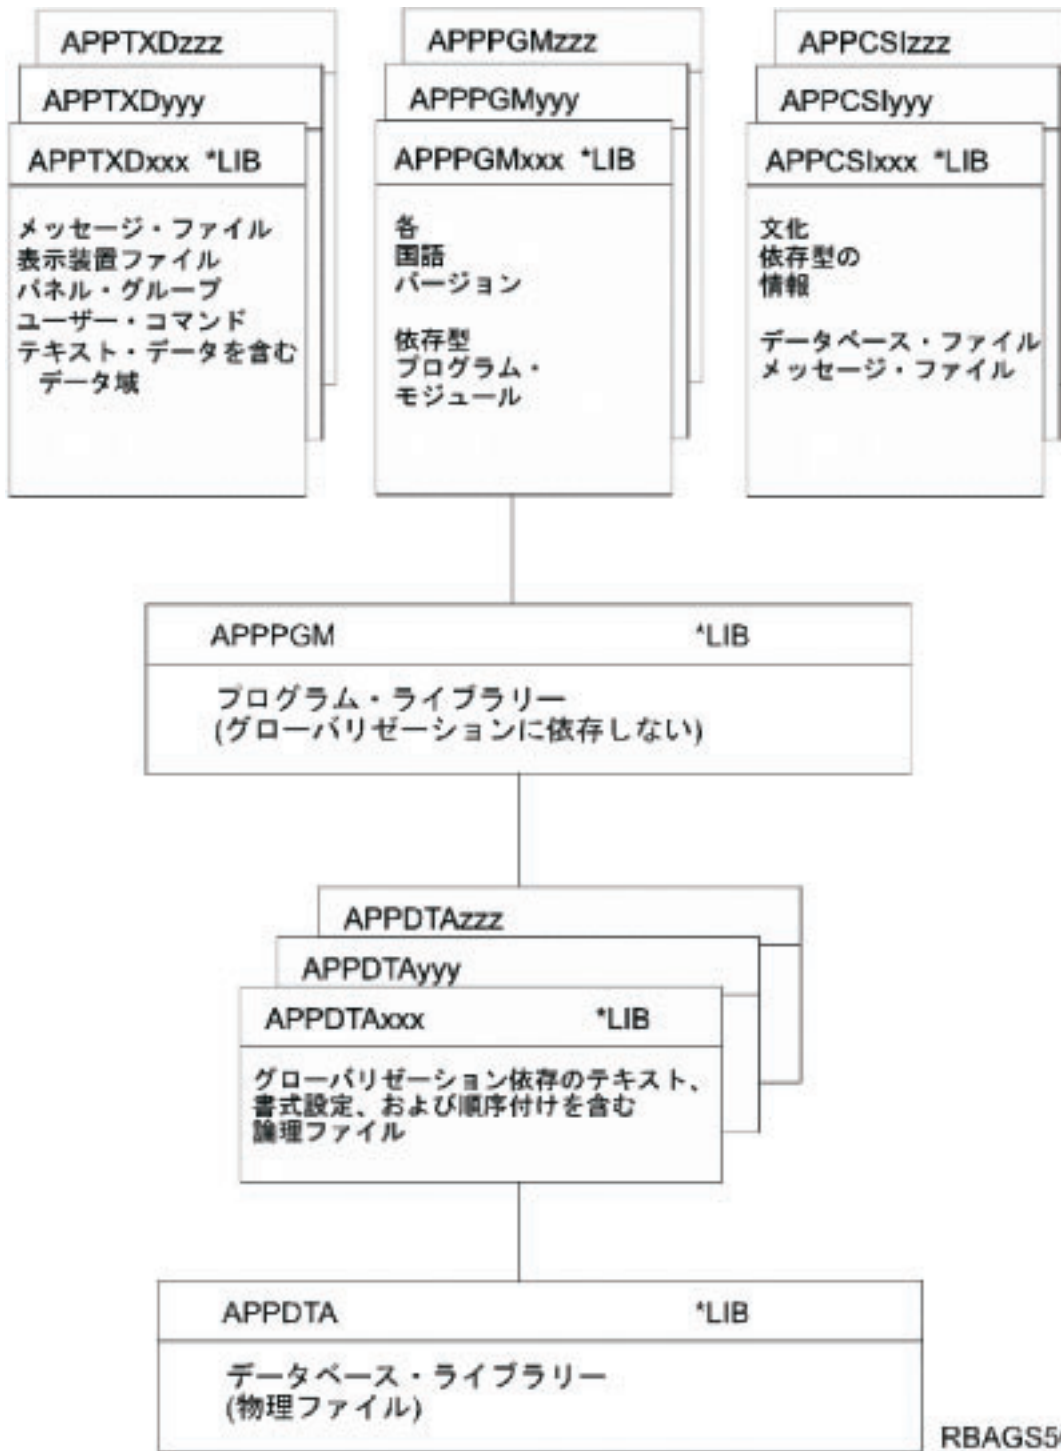 APPTXDzzz
APPTXDyyy
APPTXDxxx *LIB
メッセージ・ファイル
表示装置ファイル
パネル・グループ
ユーザー・コマンド
テキスト・データを含む
データ域
APPPGMzzz
APPPGMyyy
APPPGMxxx *LIB
各
国語
バージョン
依存型
プログラム・
モジュール
APPCSIzzz
APPCSIyyy
APPCSIxxx *LIB
文化
依存型の
情報
データベース・ファイル
メッセージ・ファイル
APPPGM *LIB
プログラム・ライブラリー
(グローバリゼーションに依存しない)
APPDTAzzz
APPDTAyyy
APPDTAxxx *LIB
グローバリゼーション依存のテキスト、
書式設定、および順序付けを含む
論理ファイル
APPDTA *LIB
データベース・ライブラリー
(物理ファイル)